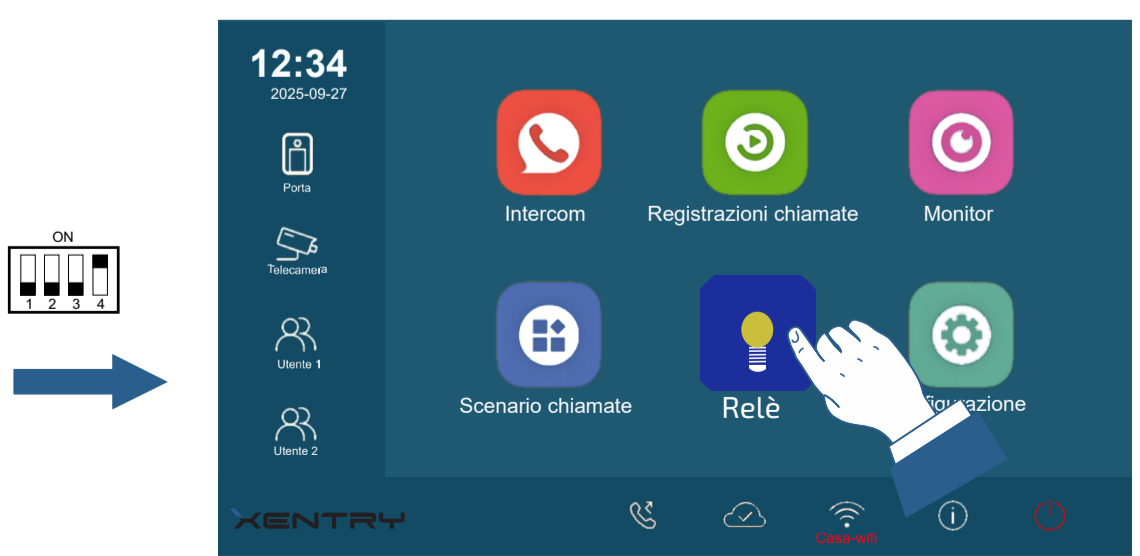 ON
1 2 3 4
12:34
2025-09-27
Porta
Telecamera
Utente 1
Utente 2
Intercom
Registrazioni chiamate
Monitor
Scenario chiamate
Relè
figurazione
XENTRY
Casa-wifi